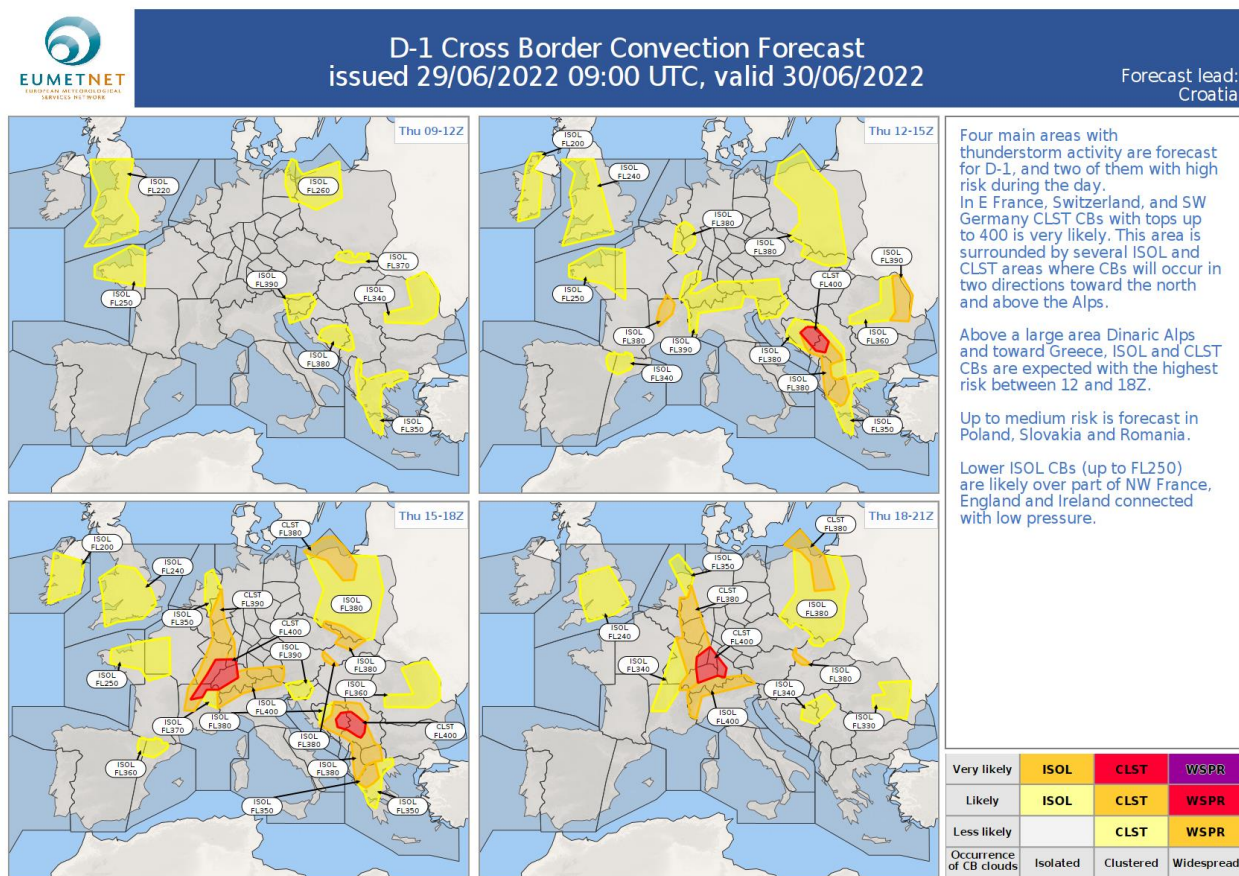 EUMETNET
EUROPEAN METEOROLOGICAL
SERVICES NETWORK
D-1 Cross Border Convection Forecast
issued 29/06/2022 09:00 UTC, valid 30/06/2022
Forecast lead:
Croatia
Thu 09-12Z
ISOL
FL220
ISOL
FL260
ISOL
FL250
ISOL
FL370
ISOL
FL390
ISOL
FL340
ISOL
FL380
ISOL
FL350
Thu 12-15Z
ISOL
FL200
ISOL
FL240
ISOL
FL380
ISOL
FL380
ISOL
FL390
CLST
FL400
ISOL
FL250
ISOL
FL380
ISOL
FL390
ISOL
FL360
ISOL
FL380
ISOL
FL340
ISOL
FL380
ISOL
FL350
Thu 15-18Z
CLST
FL380
ISOL
FL200
ISOL
FL240
CLST
FL390
ISOL
FL350
ISOL
FL380
CLST
FL400
ISOL
FL390
ISOL
FL380
ISOL
FL250
ISOL
FL360
ISOL
FL370
ISOL
FL380
ISOL
FL400
ISOL
FL380
CLST
FL400
ISOL
FL360
ISOL
FL380
ISOL
FL350
ISOL
FL350
Thu 18-21Z
CLST
FL380
ISOL
FL350
CLST
FL380
ISOL
FL380
ISOL
FL240
CLST
FL400
ISOL
FL340
ISOL
FL380
ISOL
FL340
ISOL
FL400
ISOL
FL330
Four main areas with
thunderstorm activity are forecast
for D-1, and two of them with high
risk during the day.
In E France, Switzerland, and SW
Germany CLST CBs with tops up
to 400 is very likely. This area is
surrounded by several ISOL and
CLST areas where CBs will occur in
two directions toward the north
and above the Alps.
Above a large area Dinaric Alps
and toward Greece, ISOL and CLST
CBs are expected with the highest
risk between 12 and 18Z.
Up to medium risk is forecast in
Poland, Slovakia and Romania.
Lower ISOL CBs (up to FL250)
are likely over part of NW France,
England and Ireland connected
with low pressure.
Very likely ISOL CLST WSPR
Likely ISOL CLST WSPR
Less likely CLST WSPR
Occurrence
of CB clouds Isolated Clustered Widespread